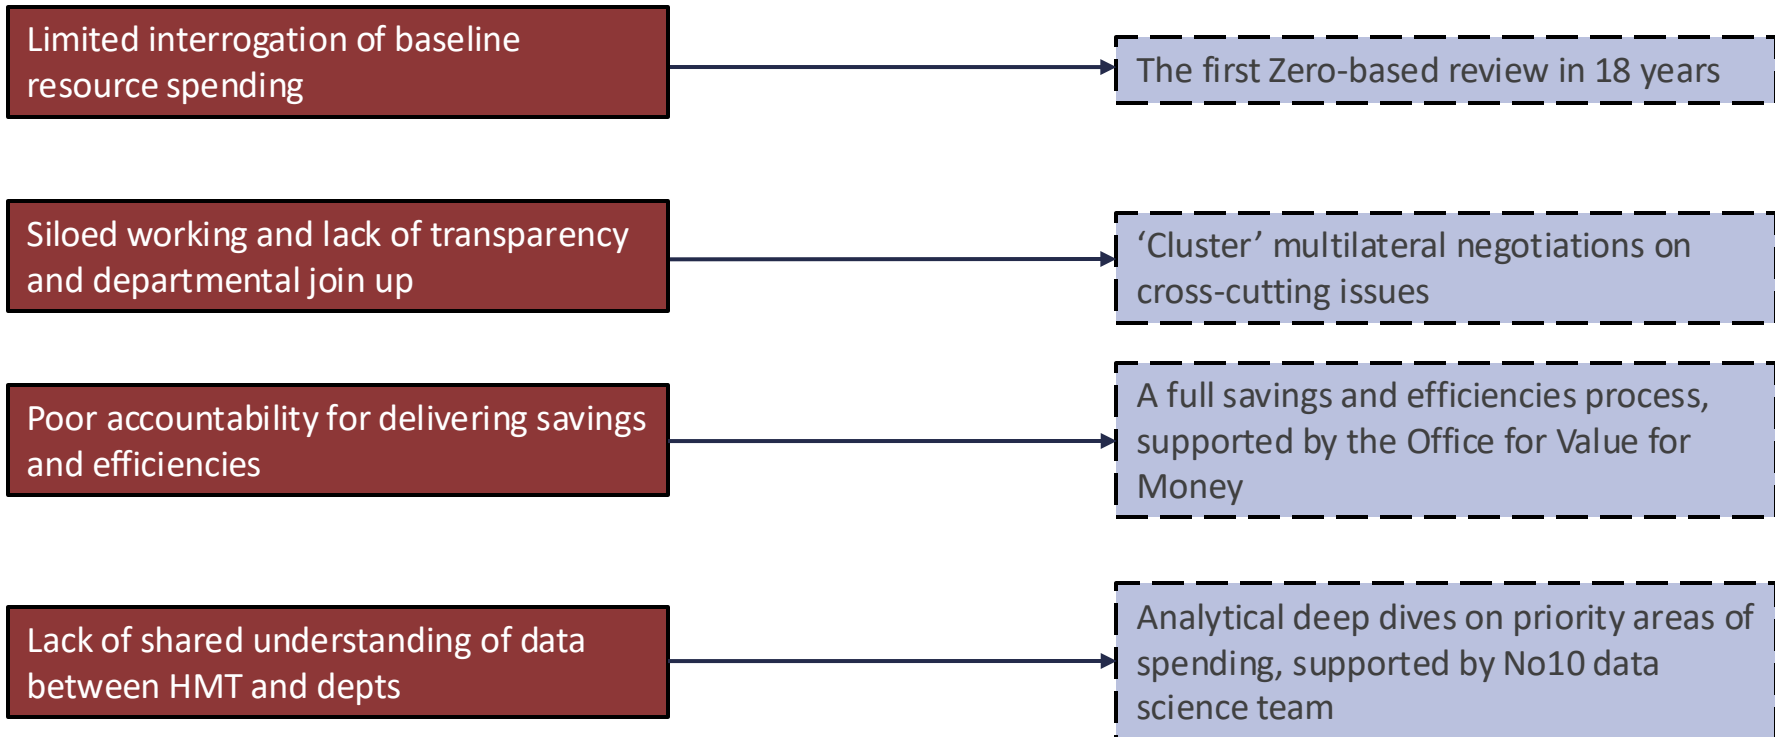 Limited interrogation of baseline
resource spending
The first Zero-based review in 18 years
Siloed working and lack of transparency
and departmental join up
‘Cluster’ multilateral negotiations on
cross-cutting issues
Poor accountability for delivering savings
and efficiencies
A full savings and efficiencies process,
supported by the Office for Value for
Money
Lack of shared understanding of data
between HMT and depts
Analytical deep dives on priority areas of
spending, supported by No10 data
science team